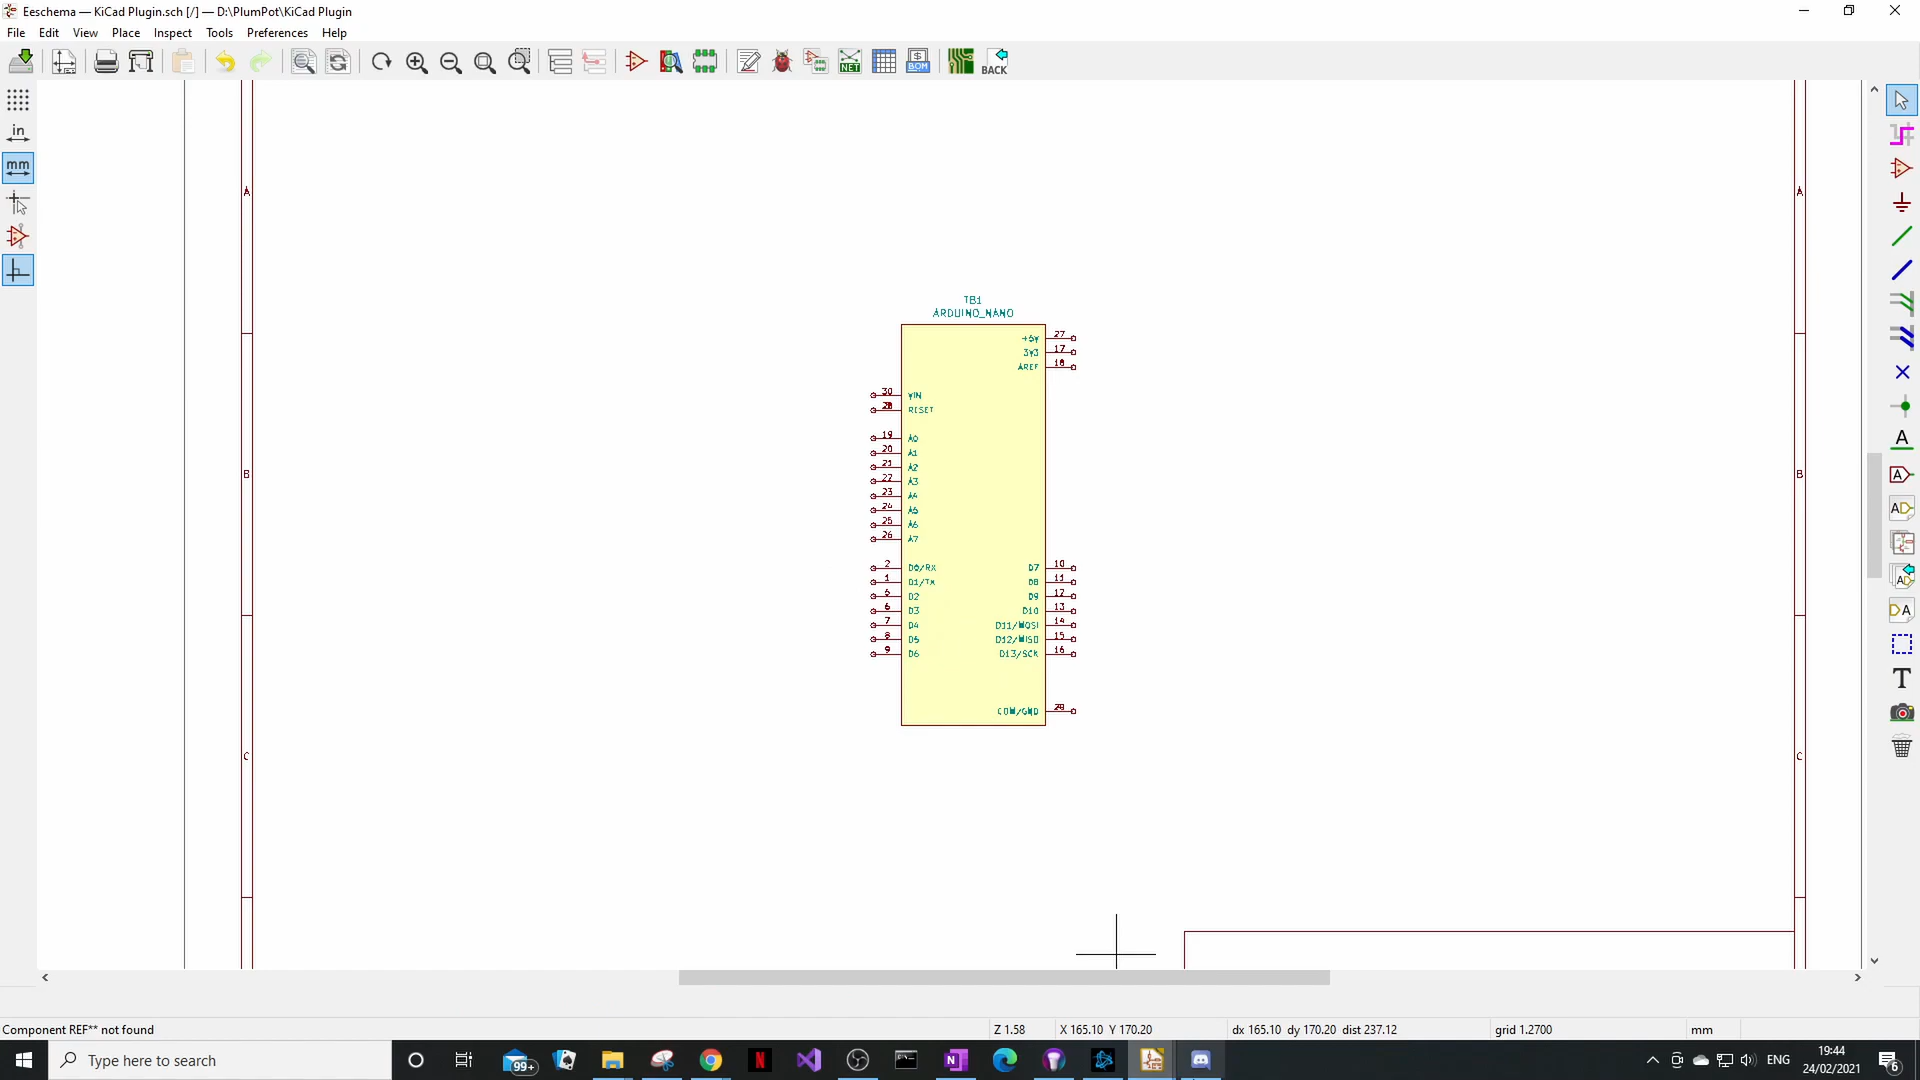 Eeschema — KiCad Plugin.sch [/] — D:\PlumPot\KiCad Plugin
File Edit View Place Inspect Tools Preferences Help
NET
BOM
BACK
in
mm
A
A
B
B
C
C
TB1
ARDUINO_NANO
+5V 27
3V3 17
AREF 18
30 VIN
RESET
19 A0
20 A1
21 A2
22 A3
23 A4
24 A5
25 A6
26 A7
2 D0/RX D7 10
1 D1/TX D8 11
5 D2 D9 12
6 D3 D10 13
7 D4 D11/MOSI 14
8 D5 D12/MISO 15
9 D6 D13/SCK 16
COM/GND
A
A
AD
AD
DA
T
Component REF** not found
Z 1.58
X 165.10 Y 170.20
dx 165.10 dy 170.20 dist 237.12
grid 1.2700
mm
Type here to search
99+
ENG
19:44
24/02/2021
6